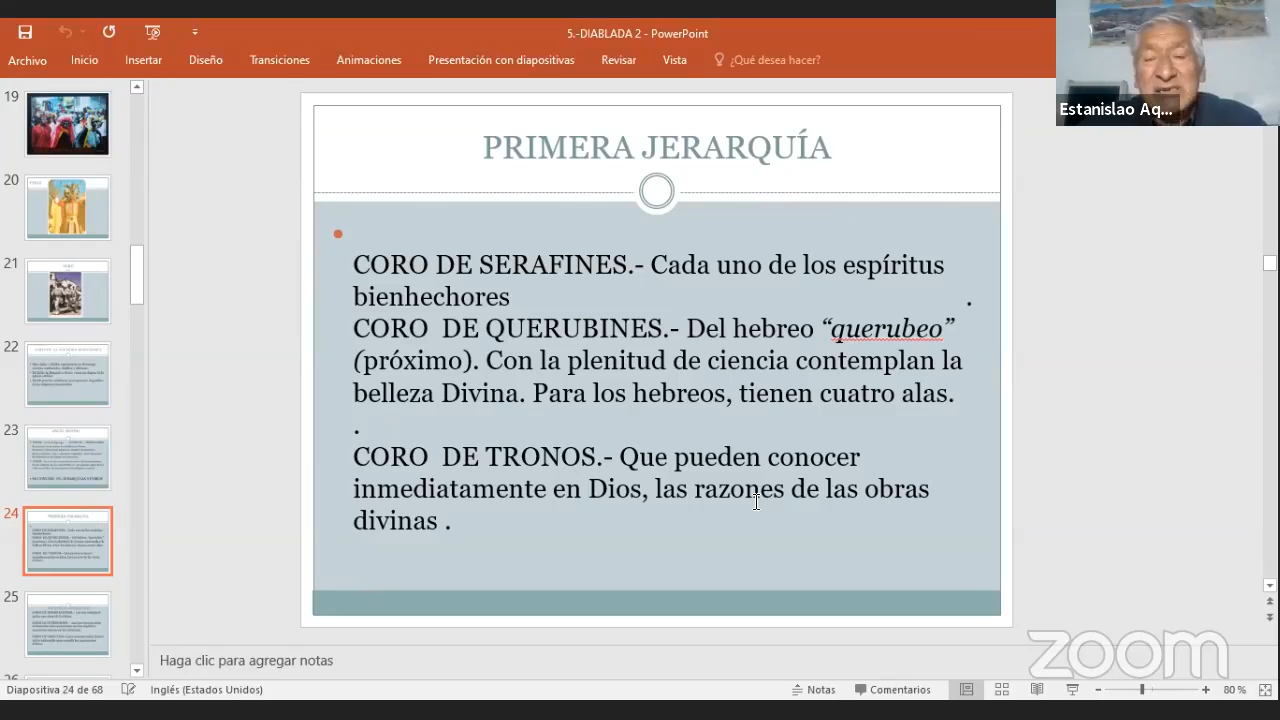 5.-DIABLADA 2 - PowerPoint
Archivo Inicio Insertar Diseño Transiciones Animaciones Presentación con diapositivas Revisar Vista ¿Qué desea hacer?
Estanislao Aq...
19
20
21
22
23
24
25
PRIMERA JERARQUÍA
CORO DE SERAFINES.- Cada uno de los espíritus
bienhechores .
CORO DE QUERUBINES.- Del hebreo “querubeo”
(próximo). Con la plenitud de ciencia contemplan la
belleza Divina. Para los hebreos, tienen cuatro alas.
.
CORO DE TRONOS.- Que pueden conocer
inmediatamente en Dios, las razones de las obras
divinas .
Haga clic para agregar notas
zoom
Diapositiva 24 de 68 Inglés (Estados Unidos) Notas Comentarios 80 %